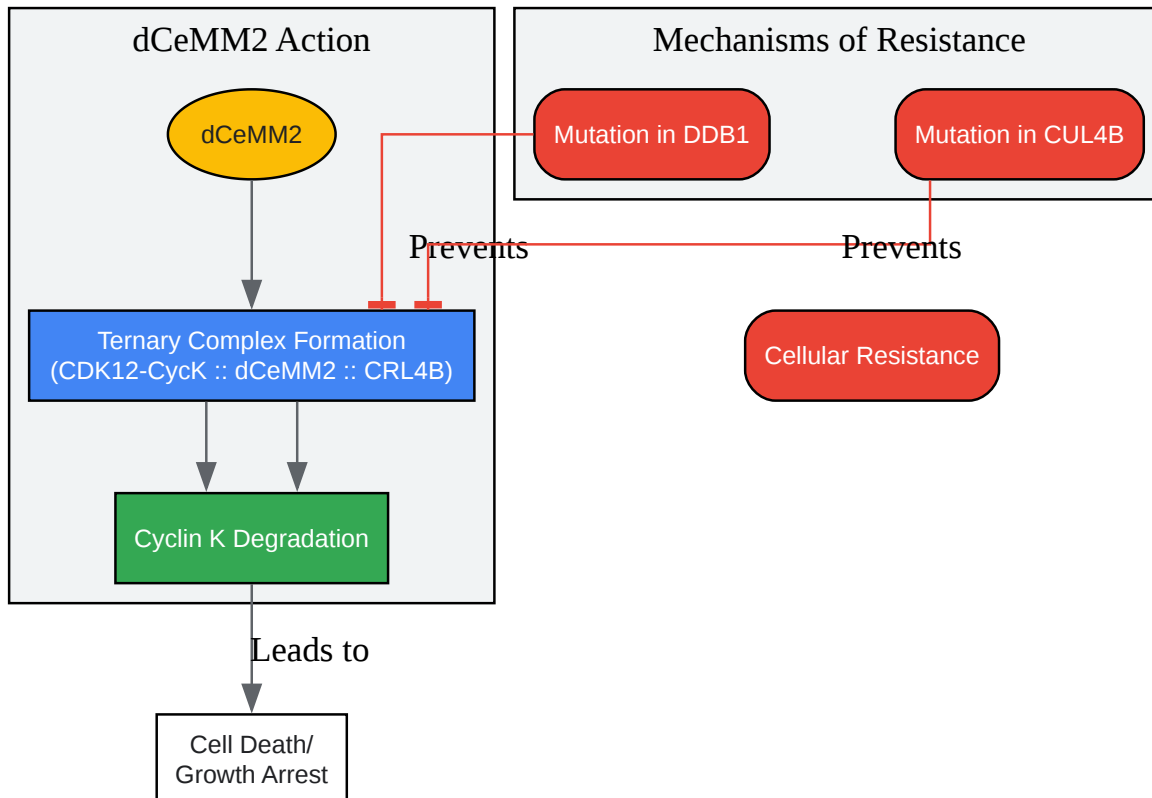 dCeMM2 Action
Mechanisms of Resistance
dCeMM2
Mutation in DDB1
Mutation in CUL4B
Prevents
Prevents
Ternary Complex Formation
(CDK12-CycK :: dCeMM2 :: CRL4B)
Cellular Resistance
Cyclin K Degradation
Leads to
Cell Death/
Growth Arrest